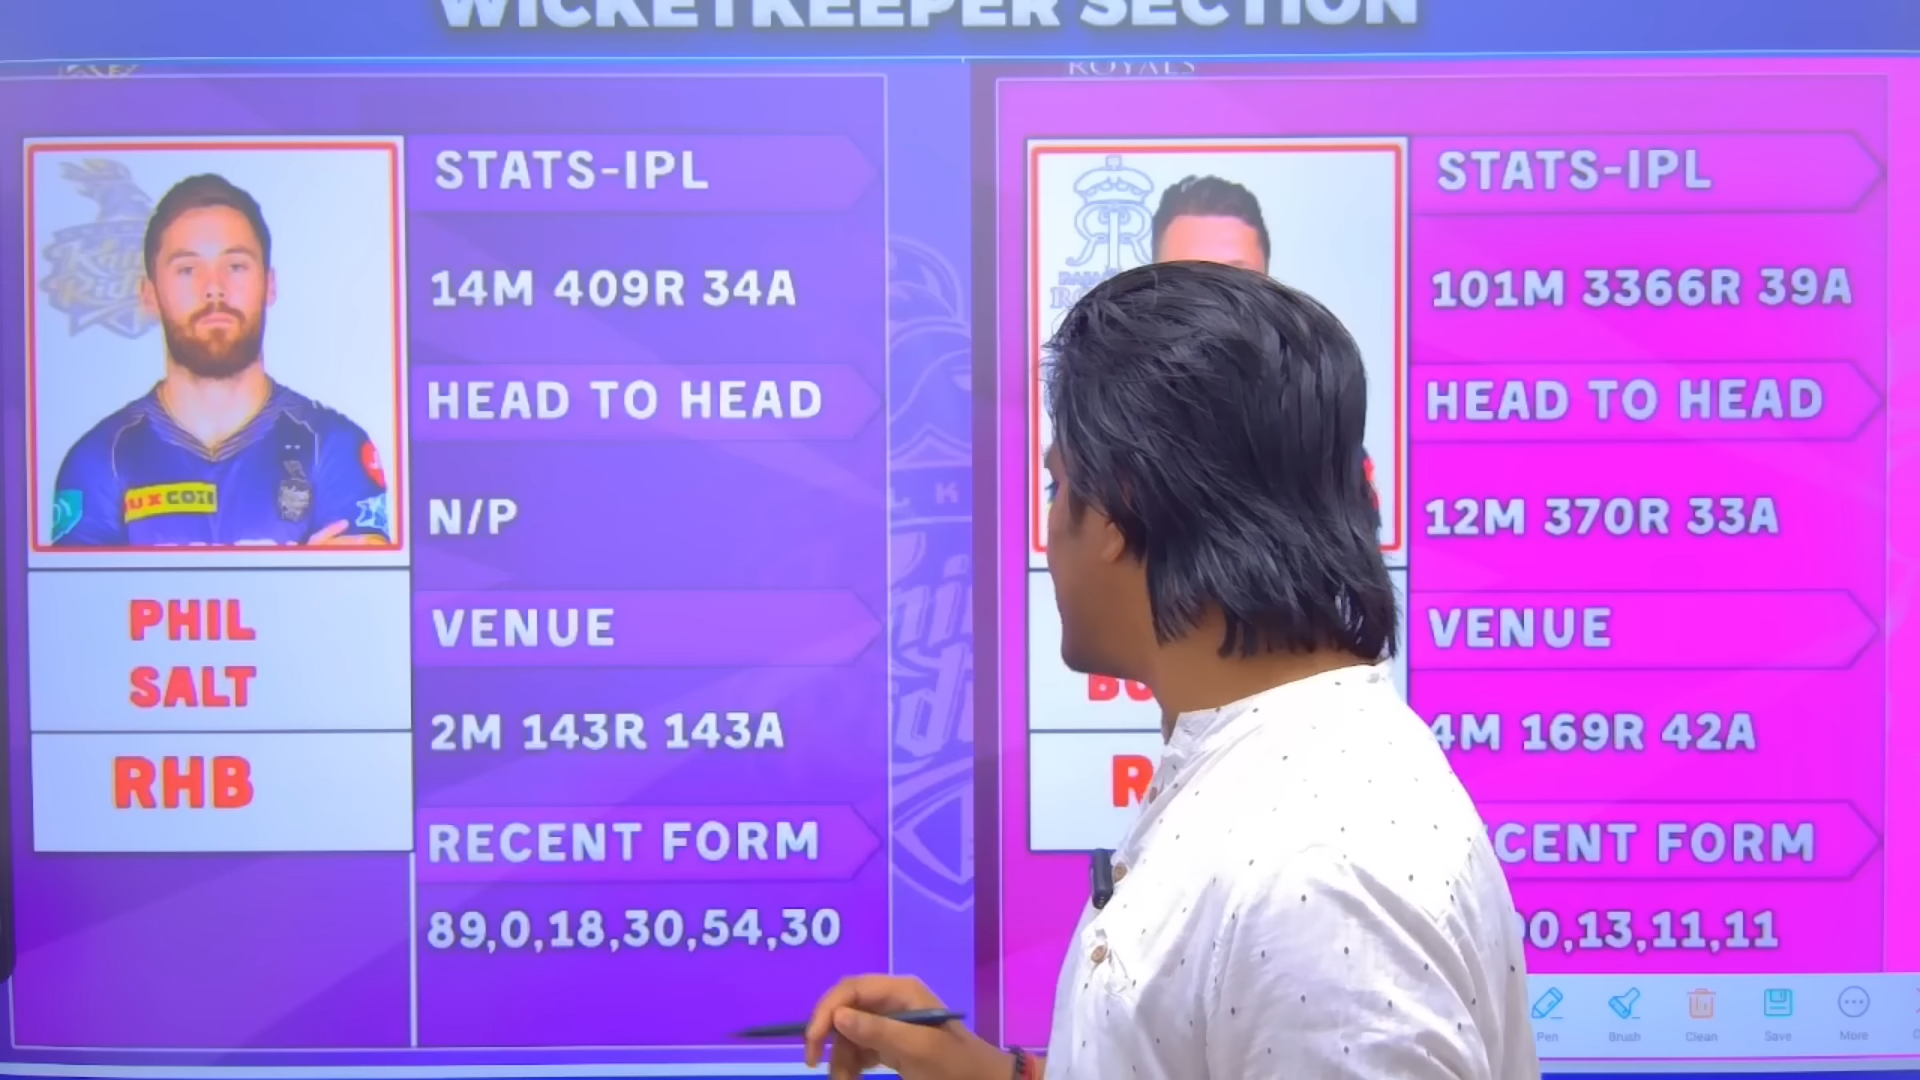 WICKETKEEPER SECTION
ROYALS
STATS-IPL
14M 409R 34A
HEAD TO HEAD
N/P
VENUE
2M 143R 143A
RECENT FORM
89,0,18,30,54,30
PHIL
SALT
RHB
STATS-IPL
101M 3366R 39A
HEAD TO HEAD
12M 370R 33A
VENUE
4M 169R 42A
CENT FORM
00,13,11,11
Pen
Brush
Clean
Save
More